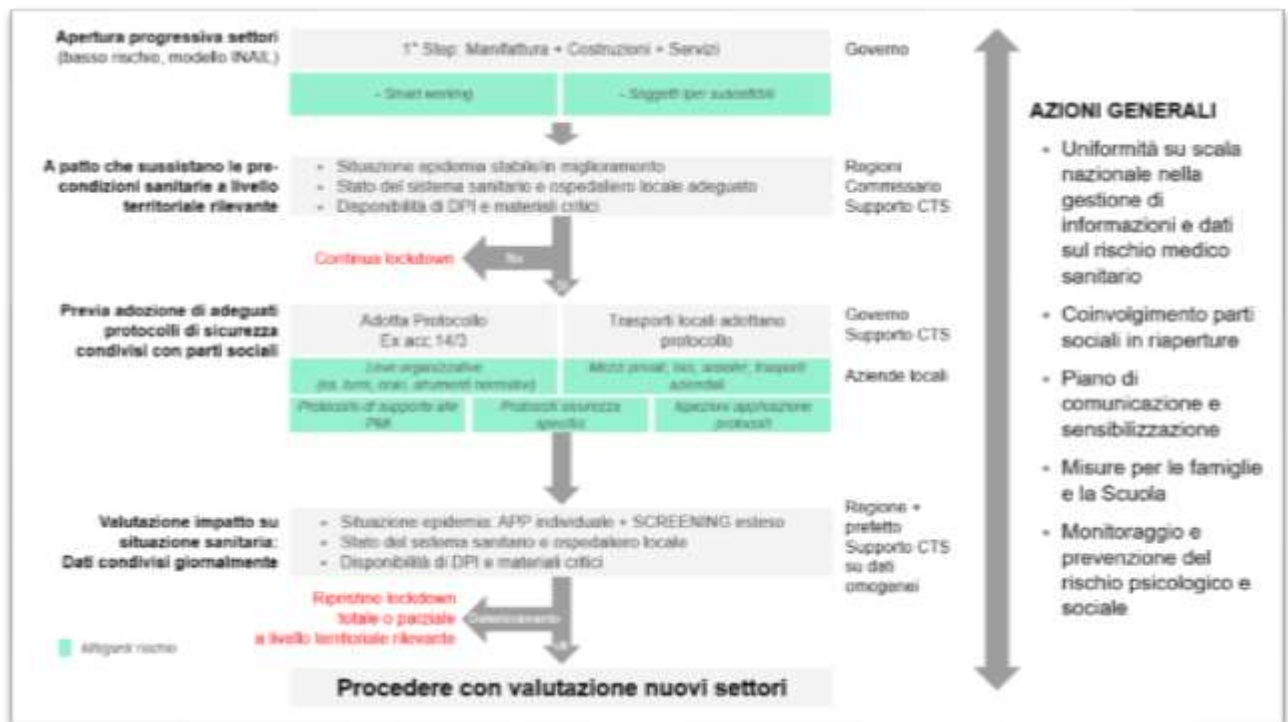 Apertura progressiva settori
(basso rischio, modello INAIL)
1° Step: Manifattura + Costruzioni + Servizi
Governo
- Smart working
- Soggetti iper suscettibili
A patto che sussistano le pre-
condizioni sanitarie a livello
territoriale rilevante
• Situazione epidemia stabile/in miglioramento
• Stato del sistema sanitario e ospedaliero locale adeguato
• Disponibilità di DPI e materiali critici
Regioni
Commissario
Supporto CTS
Continua lockdown
No
Si
Previa adozione di adeguati
protocolli di sicurezza
condivisi con parti sociali
Adotta Protocollo
Ex acc 14/3
Trasporti locali adottano
protocollo
Governo
Supporto CTS
Leve organizzative
(es. turni, orari, strumenti normativi)
Mezzi privati, bici, scooter, trasporti
aziendali
Aziende locali
Protocolli di supporto alle
PMI
Protocolli sicurezza
specifici
Ispezioni applicazione
protocolli
Valutazione impatto su
situazione sanitaria:
Dati condivisi giornalmente
• Situazione epidemia: APP individuale + SCREENING esteso
• Stato del sistema sanitario e ospedaliero locale
• Disponibilità di DPI e materiali critici
Regione +
prefetto
Supporto CTS
su dati
omogenei
Ripristino lockdown
totale o parziale
a livello territoriale rilevante
Deterioramento
Mitiganti rischio
Procedere con valutazione nuovi settori
AZIONI GENERALI
• Uniformità su scala
nazionale nella
gestione di
informazioni e dati
sul rischio medico
sanitario
• Coinvolgimento parti
sociali in riaperture
• Piano di
comunicazione e
sensibilizzazione
• Misure per le famiglie
e la Scuola
• Monitoraggio e
prevenzione del
rischio psicologico e
sociale